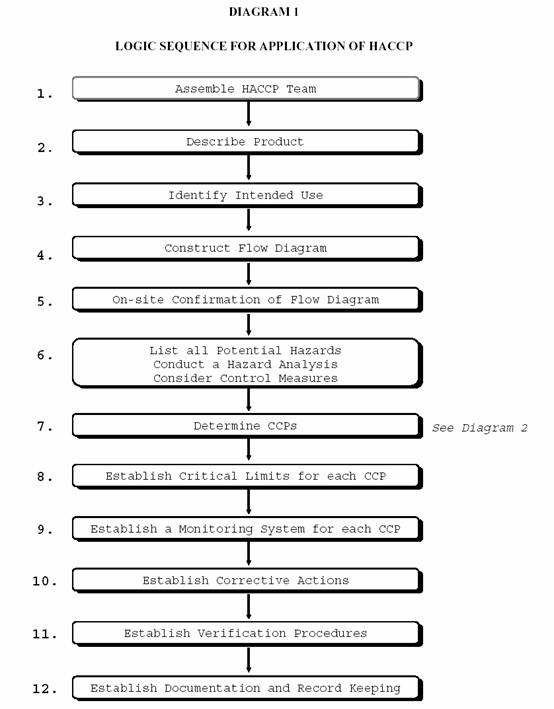 DIAGRAM 1
LOGIC SEQUENCE FOR APPLICATION OF HACCP
1. Assemble HACCP Team
2. Describe Product
3. Identify Intended Use
4. Construct Flow Diagram
5. On-site Confirmation of Flow Diagram
6. List all Potential Hazards
Conduct a Hazard Analysis
Consider Control Measures
7. Determine CCPs See Diagram 2
8. Establish Critical Limits for each CCP
9. Establish a Monitoring System for each CCP
10. Establish Corrective Actions
11. Establish Verification Procedures
12. Establish Documentation and Record Keeping